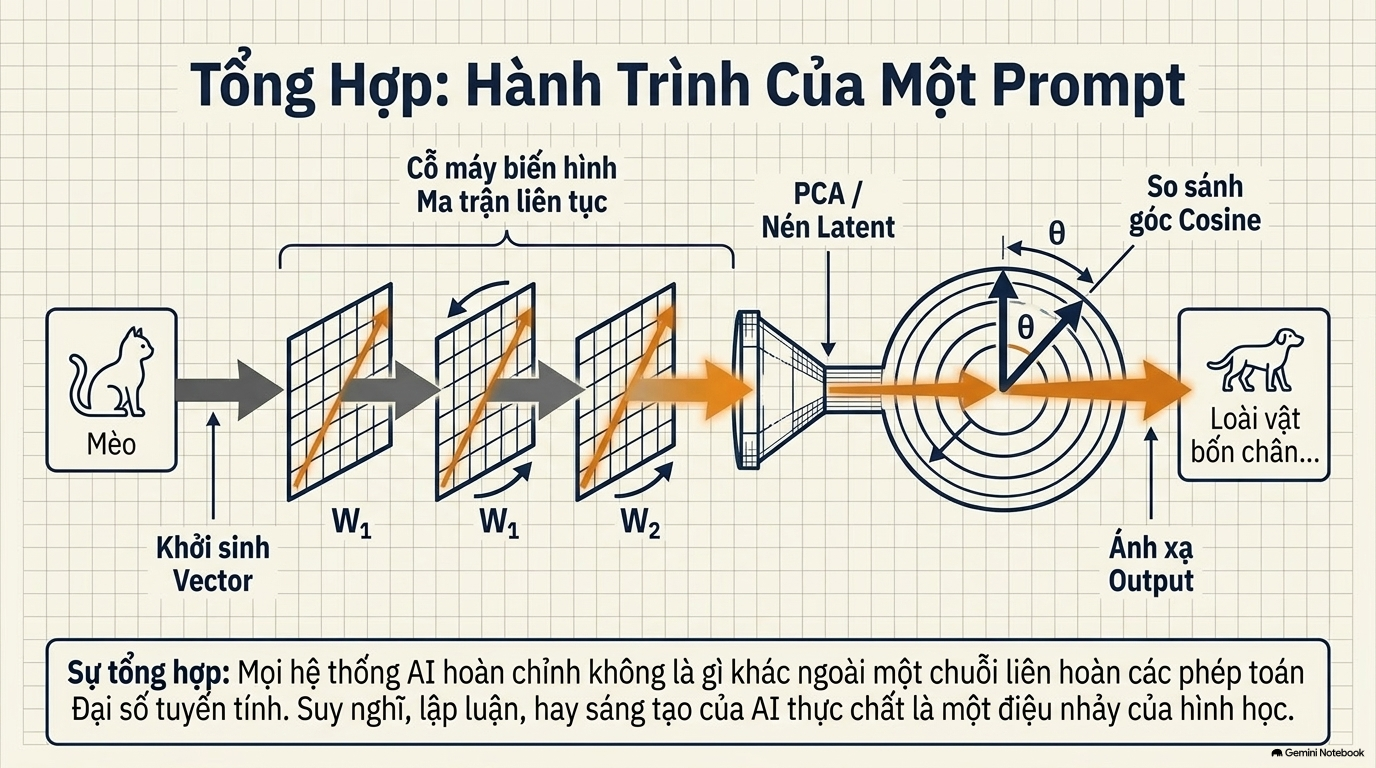 Tổng Hợp: Hành Trình Của Một Prompt
Cỗ máy biến hình
Ma trận liên tục
PCA /
Nén Latent
So sánh
góc Cosine
θ
θ
Mèo
Loài vật
bốn chân...
W₁
W₁
W₂
Khởi sinh
Vector
Ánh xạ
Output
Sự tổng hợp: Mọi hệ thống AI hoàn chỉnh không là gì khác ngoài một chuỗi liên hoàn các phép toán
Đại số tuyến tính. Suy nghĩ, lập luận, hay sáng tạo của AI thực chất là một điệu nhảy của hình học.
Gemini Notebook